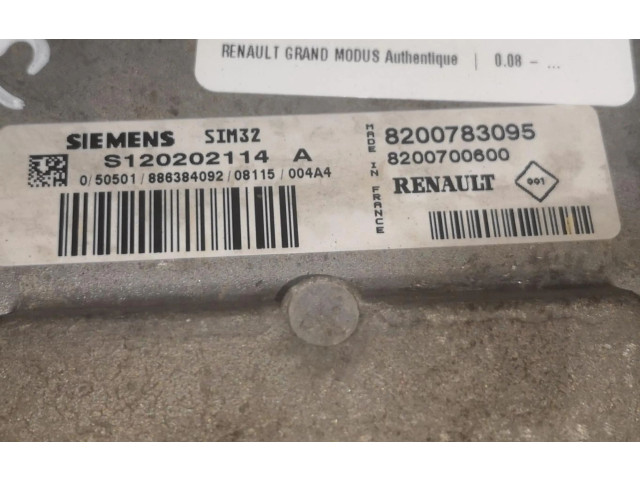 RENAULT GRAND MODUS Authentique | 0.08 - ...
SIEMENS SIM32
S120202114 A
0/50501/886384092/08115/004A4
MADE IN FRANCE
8200783095
8200700600
RENAULT
001